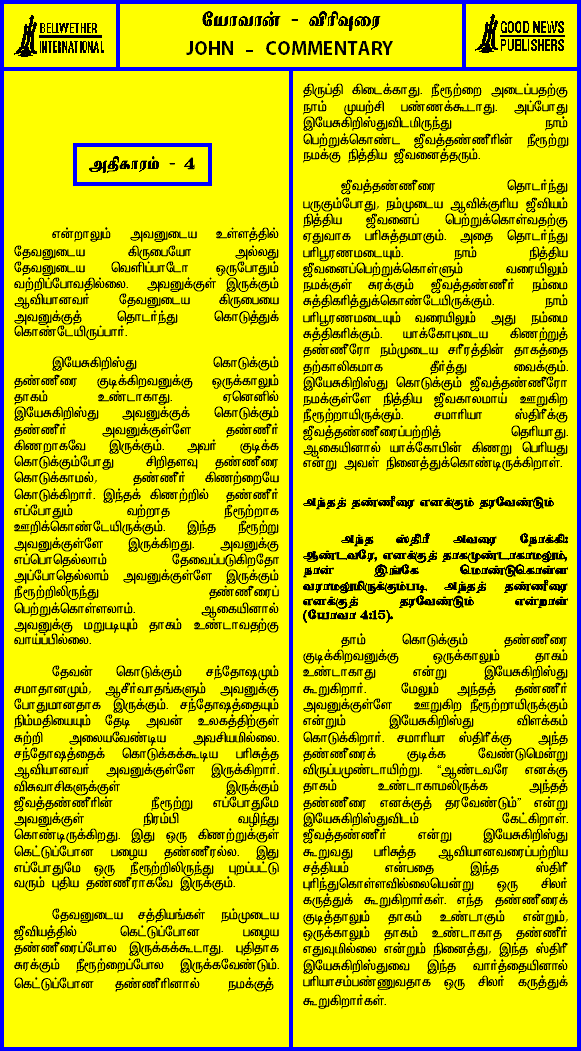 BELWETHER
INTERNATIONAL
யோவான் - விரிவுரை
JOHN - COMMENTARY
GOOD NEWS
PUBLISHERS
அதிகாரம் - 4
என்றாலும் அவனுடைய உள்ளத்தில்
தேவனுடைய கிருபையோ அல்லது
தேவனுடைய வெளிப்பாடோ ஒருபோதும்
வற்றிப்போவதில்லை. அவனுக்குள் இருக்கும்
ஆவியானவர் தேவனுடைய கிருபையை
அவனுக்குத் தொடர்ந்து கொடுத்துக்
கொண்டேயிருப்பார்.
இயேசுகிறிஸ்து கொடுக்கும்
தண்ணீரை குடிக்கிறவனுக்கு ஒருக்காலும்
தாகம் உண்டாகாது. ஏனெனில்
இயேசுகிறிஸ்து அவனுக்குக் கொடுக்கும்
தண்ணீர் அவனுக்குள்ளே தண்ணீர்
கிணறாகவே இருக்கும். அவர் குடிக்க
கொடுக்கும்போது சிறிதளவு தண்ணீரை
கொடுக்காமல், தண்ணீர் கிணற்றையே
கொடுக்கிறார். இந்தக் கிணற்றில் தண்ணீர்
எப்போதும் வற்றாத நீரூற்றாக
ஊறிக்கொண்டேயிருக்கும். இந்த நீரூற்று
அவனுக்குள்ளே இருக்கிறது. அவனுக்கு
எப்பொதெல்லாம் தேவைப்படுகிறதோ
அப்போதெல்லாம் அவனுக்குள்ளே இருக்கும்
நீரூற்றிலிருந்து தண்ணீரைப்
பெற்றுக்கொள்ளலாம். ஆகையினால்
அவனுக்கு மறுபடியும் தாகம் உண்டாவதற்கு
வாய்ப்பில்லை.
தேவன் கொடுக்கும் சந்தோஷமும்
சமாதானமும், ஆசீர்வாதங்களும் அவனுக்கு
போதுமானதாக இருக்கும். சந்தோஷத்தையும்
நிம்மதியையும் தேடி அவன் உலகத்திற்குள்
சுற்றி அலையவேண்டிய அவசியமில்லை.
சந்தோஷத்தைக் கொடுக்கக்கூடிய பரிசுத்த
ஆவியானவர் அவனுக்குள்ளே இருக்கிறார்.
விசுவாசிகளுக்குள் இருக்கும்
ஜீவத்தண்ணீரின் நீரூற்று எப்போதுமே
அவனுக்குள் நிரம்பி வழிந்து
கொண்டிருக்கிறது. இது ஒரு கிணற்றுக்குள்
கெட்டுப்போன பழைய தண்ணீரல்ல. இது
எப்போதுமே ஒரு நீரூற்றிலிருந்து புறப்பட்டு
வரும் புதிய தண்ணீராகவே இருக்கும்.
தேவனுடைய சத்தியங்கள் நம்முடைய
ஜீவியத்தில் கெட்டுப்போன பழைய
தண்ணீரைப்போல இருக்கக்கூடாது. புதிதாக
சுரக்கும் நீரூற்றைப்போல இருக்கவேண்டும்.
கெட்டுப்போன தண்ணீரினால் நமக்குத்
திருப்தி கிடைக்காது. நீரூற்றை அடைப்பதற்கு
நாம் முயற்சி பண்ணக்கூடாது. அப்போது
இயேசுகிறிஸ்துவிடமிருந்து நாம்
பெற்றுக்கொண்ட ஜீவத்தண்ணீரின் நீரூற்று
நமக்கு நித்திய ஜீவனைத்தரும்.
ஜீவத்தண்ணீரை தொடர்ந்து
பருகும்போது, நம்முடைய ஆவிக்குரிய ஜீவியம்
நித்திய ஜீவனைப் பெற்றுக்கொள்வதற்கு
ஏதுவாக பரிசுத்தமாகும். அதை தொடர்ந்து
பரிபூரணமடையும். நாம் நித்திய
ஜீவனைப்பெற்றுக்கொள்ளும் வரையிலும்
நமக்குள் சுரக்கும் ஜீவத்தண்ணீர் நம்மை
சுத்திகரித்துக்கொண்டேயிருக்கும். நாம்
பரிபூரணமடையும் வரையிலும் அது நம்மை
சுத்திகரிக்கும். யாக்கோபுடைய கிணற்றுத்
தண்ணீரோ நம்முடைய சரீரத்தின் தாகத்தை
தற்காலிகமாக தீர்த்து வைக்கும்.
இயேசுகிறிஸ்து கொடுக்கும் ஜீவத்தண்ணீரோ
நமக்குள்ளே நித்திய ஜீவகாலமாய் ஊறுகிற
நீரூற்றாயிருக்கும். சமாரியா ஸ்திரீக்கு
ஜீவத்தண்ணீரைப்பற்றித் தெரியாது.
ஆகையினால் யாக்கோபின் கிணறு பெரியது
என்று அவள் நினைத்துக்கொண்டிருக்கிறாள்.
அந்தத் தண்ணீரை எனக்கும் தரவேண்டும்
அந்த ஸ்திரீ அவரை நோக்கி:
ஆண்டவரே, எனக்குத் தாகமுண்டாகாமலும்,
நான் இங்கே மொண்டுகொள்ள
வராமலுமிருக்கும்படி அந்தத் தண்ணீரை
எனக்குத் தரவேண்டும் என்றாள்
(யோவா 4:15).
தாம் கொடுக்கும் தண்ணீரை
குடிக்கிறவனுக்கு ஒருக்காலும் தாகம்
உண்டாகாது என்று இயேசுகிறிஸ்து
கூறுகிறார். மேலும் அந்தத் தண்ணீர்
அவனுக்குள்ளே ஊறுகிற நீரூற்றாயிருக்கும்
என்றும் இயேசுகிறிஸ்து விளக்கம்
கொடுக்கிறார். சமாரியா ஸ்திரீக்கு அந்த
தண்ணீரைக் குடிக்க வேண்டுமென்று
விருப்பமுண்டாயிற்று. “ஆண்டவரே எனக்கு
தாகம் உண்டாகாமலிருக்க அந்தத்
தண்ணீரை எனக்குத் தரவேண்டும்” என்று
இயேசுகிறிஸ்துவிடம் கேட்கிறாள்.
ஜீவத்தண்ணீர் என்று இயேசுகிறிஸ்து
கூறுவது பரிசுத்த ஆவியானவரைப்பற்றிய
சத்தியம் என்பதை இந்த ஸ்திரீ
புரிந்துகொள்ளவில்லையென்று ஒரு சிலர்
கருத்துக் கூறுகிறார்கள். எந்த தண்ணீரைக்
குடித்தாலும் தாகம் உண்டாகும் என்றும்,
ஒருக்காலும் தாகம் உண்டாகாத தண்ணீர்
எதுவுமில்லை என்றும் நினைத்து, இந்த ஸ்திரீ
இயேசுகிறிஸ்துவை இந்த வார்த்தையினால்
பரியாசம்பண்ணுவதாக ஒரு சிலர் கருத்துக்
கூறுகிறார்கள்.